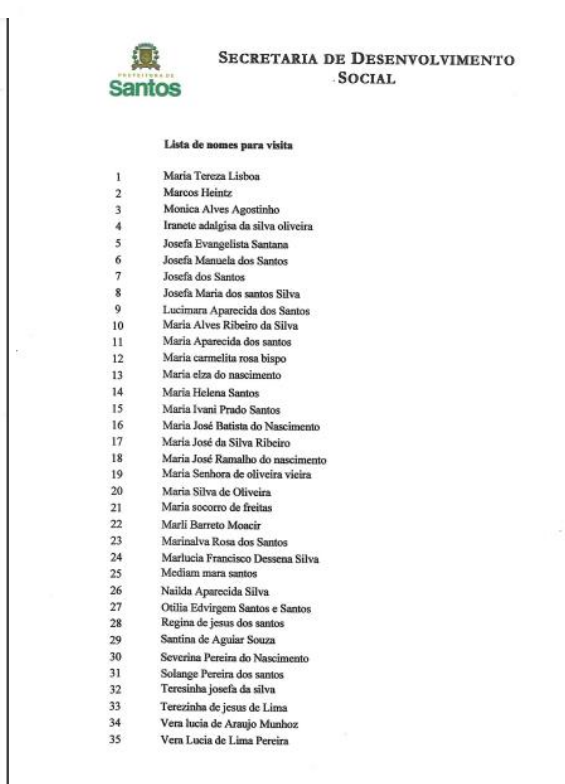 PREFEITURA DE
Santos
SECRETARIA DE DESENVOLVIMENTO
SOCIAL
Lista de nomes para visita
1 Maria Tereza Lisboa
2 Marcos Heintz
3 Monica Alves Agostinho
4 Iranete adalgisa da silva oliveira
5 Josefa Evangelista Santana
6 Josefa Manuela dos Santos
7 Josefa dos Santos
8 Josefa Maria dos santos Silva
9 Lucimara Aparecida dos Santos
10 Maria Alves Ribeiro da Silva
11 Maria Aparecida dos santos
12 Maria carmelita rosa bispo
13 Maria elza do nascimento
14 Maria Helena Santos
15 Maria Ivani Prado Santos
16 Maria José Batista do Nascimento
17 Maria José da Silva Ribeiro
18 Maria José Ramalho do nascimento
19 Maria Senhora de oliveira vieira
20 Maria Silva de Oliveira
21 Maria socorro de freitas
22 Marli Barreto Moacir
23 Marinalva Rosa dos Santos
24 Marlucia Francisco Dessena Silva
25 Mediam mara santos
26 Nailda Aparecida Silva
27 Otilia Edvirgem Santos e Santos
28 Regina de jesus dos santos
29 Santina de Aguiar Souza
30 Severina Pereira do Nascimento
31 Solange Pereira dos santos
32 Teresinha josefa da silva
33 Terezinha de jesus de Lima
34 Vera lucia de Araujo Munhoz
35 Vera Lucia de Lima Pereira